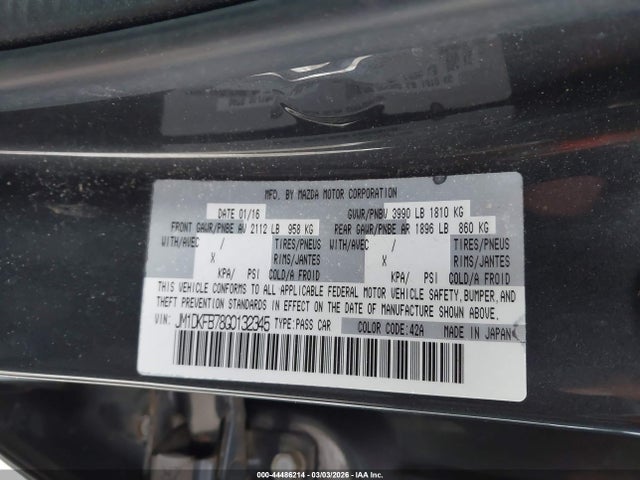 MFD. BY MAZDA MOTOR CORPORATION
DATE 01/16 GVWR/PNBV 3990 LB 1810 KG
FRONT GAWR/PNBE AV 2112 LB 958 KG REAR GAWR/PNBE AR 1896 LB 860 KG
WITH/AVEC / TIRES/PNEUS WITH/AVEC / TIRES/PNEUS
X RIMS/JANTES X RIMS/JANTES
KPA/ PSI COLD/A FROID KPA/ PSI COLD/A FROID
THIS VEHICLE CONFORMS TO ALL APPLICABLE FEDERAL MOTOR VEHICLE SAFETY, BUMPER, AND
THEFT PREVENTION STANDARDS IN EFFECT ON THE DATE OF MANUFACTURE SHOWN ABOVE.
VIN: JM1DKFB78G0132345 TYPE:PASS CAR COLOR CODE:42A MADE IN JAPAN
000-44486214 - 03/03/2026 - IAA Inc.